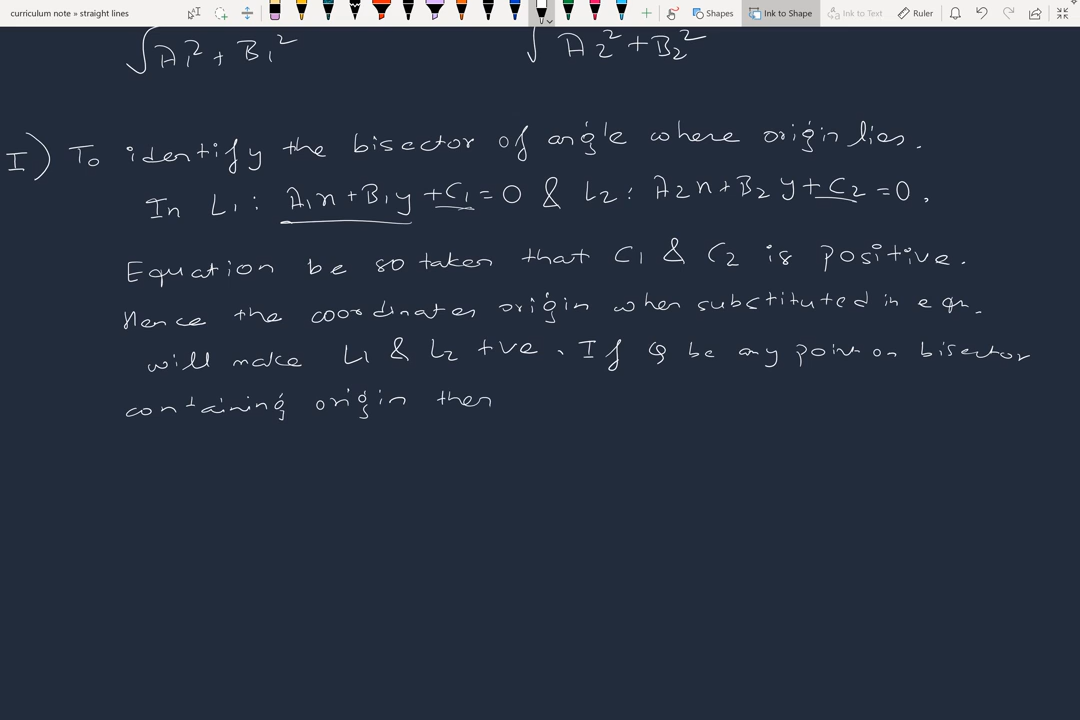 curriculum note » straight lines
Shapes Ink to Shape Ink to Text Ruler
√A₁² + B₁² √A₂² + B₂²
I) To identify the bisector of angle where origin lies.
In L₁ : A₁x + B₁y + C₁ = 0 & L₂ : A₂x + B₂y + C₂ = 0 .
Equation be so taken that C₁ & C₂ is positive.
Hence the coordinates origin when substituted in eqn.
will make L₁ & L₂ +ve . If Q be any point on bisector
containing origin then